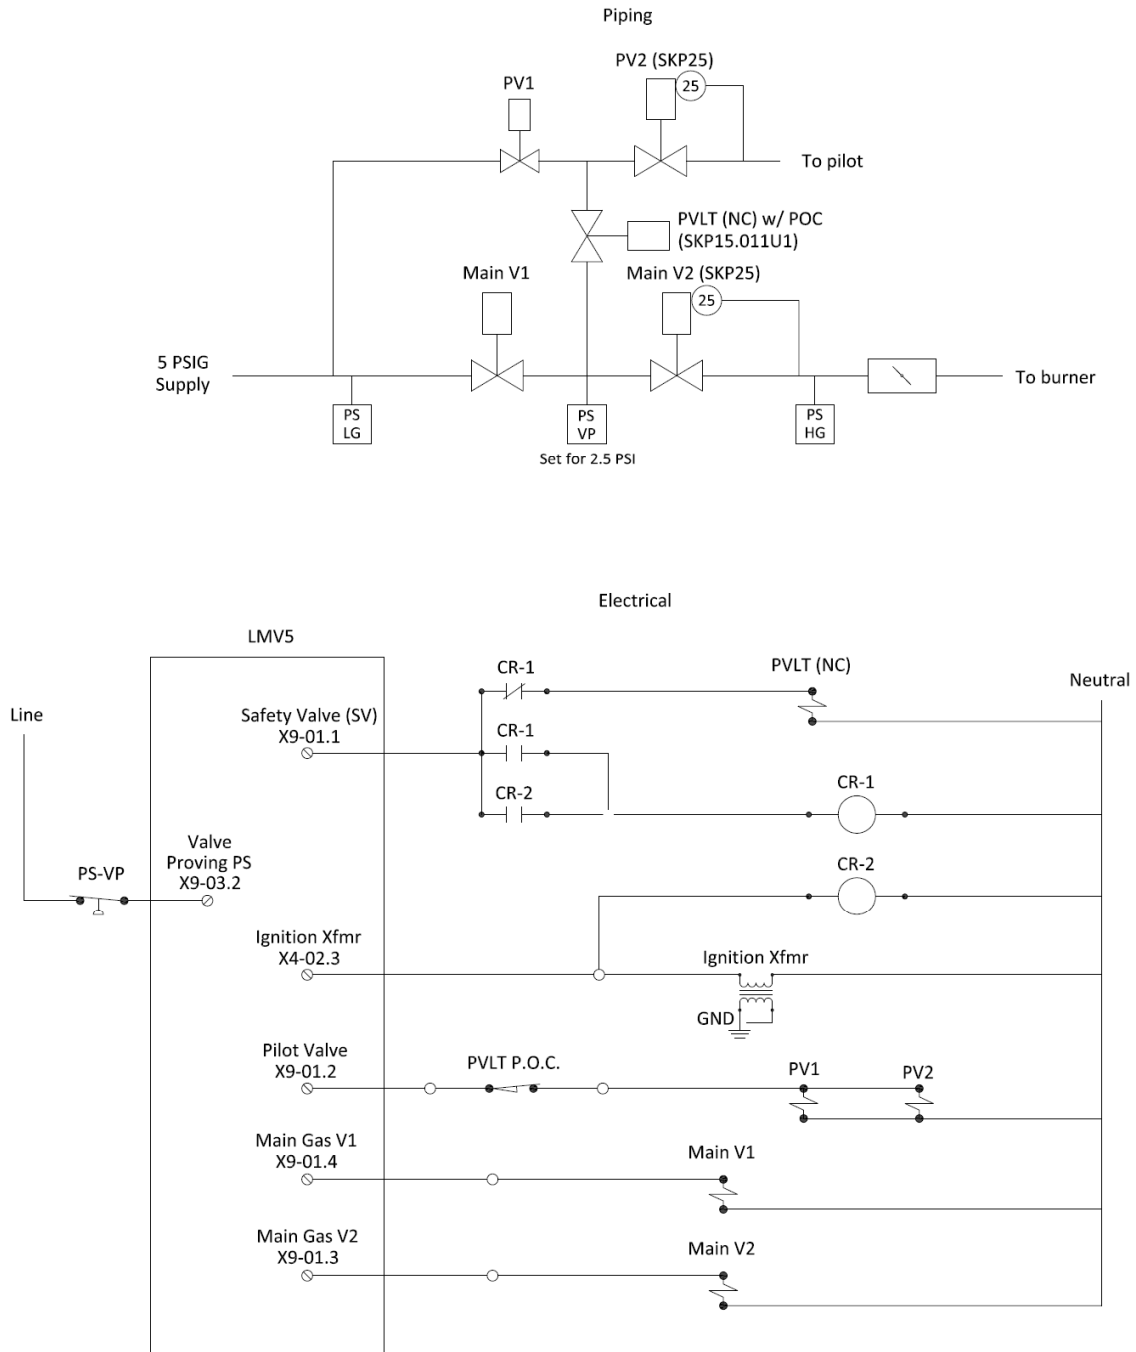 Piping
PV2 (SKP25)
PV1
25
To pilot
PVLT (NC) w/ POC
(SKP15.011U1)
Main V1
Main V2 (SKP25)
25
5 PSIG
Supply
To burner
PS
LG
PS
VP
PS
HG
Set for 2.5 PSI
Electrical
LMV5
CR-1
PVLT (NC)
Neutral
Line
Safety Valve (SV)
X9-01.1
CR-1
CR-2
CR-1
Valve
Proving PS
X9-03.2
PS-VP
CR-2
Ignition Xfmr
X4-02.3
Ignition Xfmr
GND
Pilot Valve
X9-01.2
PVLT P.O.C.
PV1
PV2
Main Gas V1
X9-01.4
Main V1
Main Gas V2
X9-01.3
Main V2